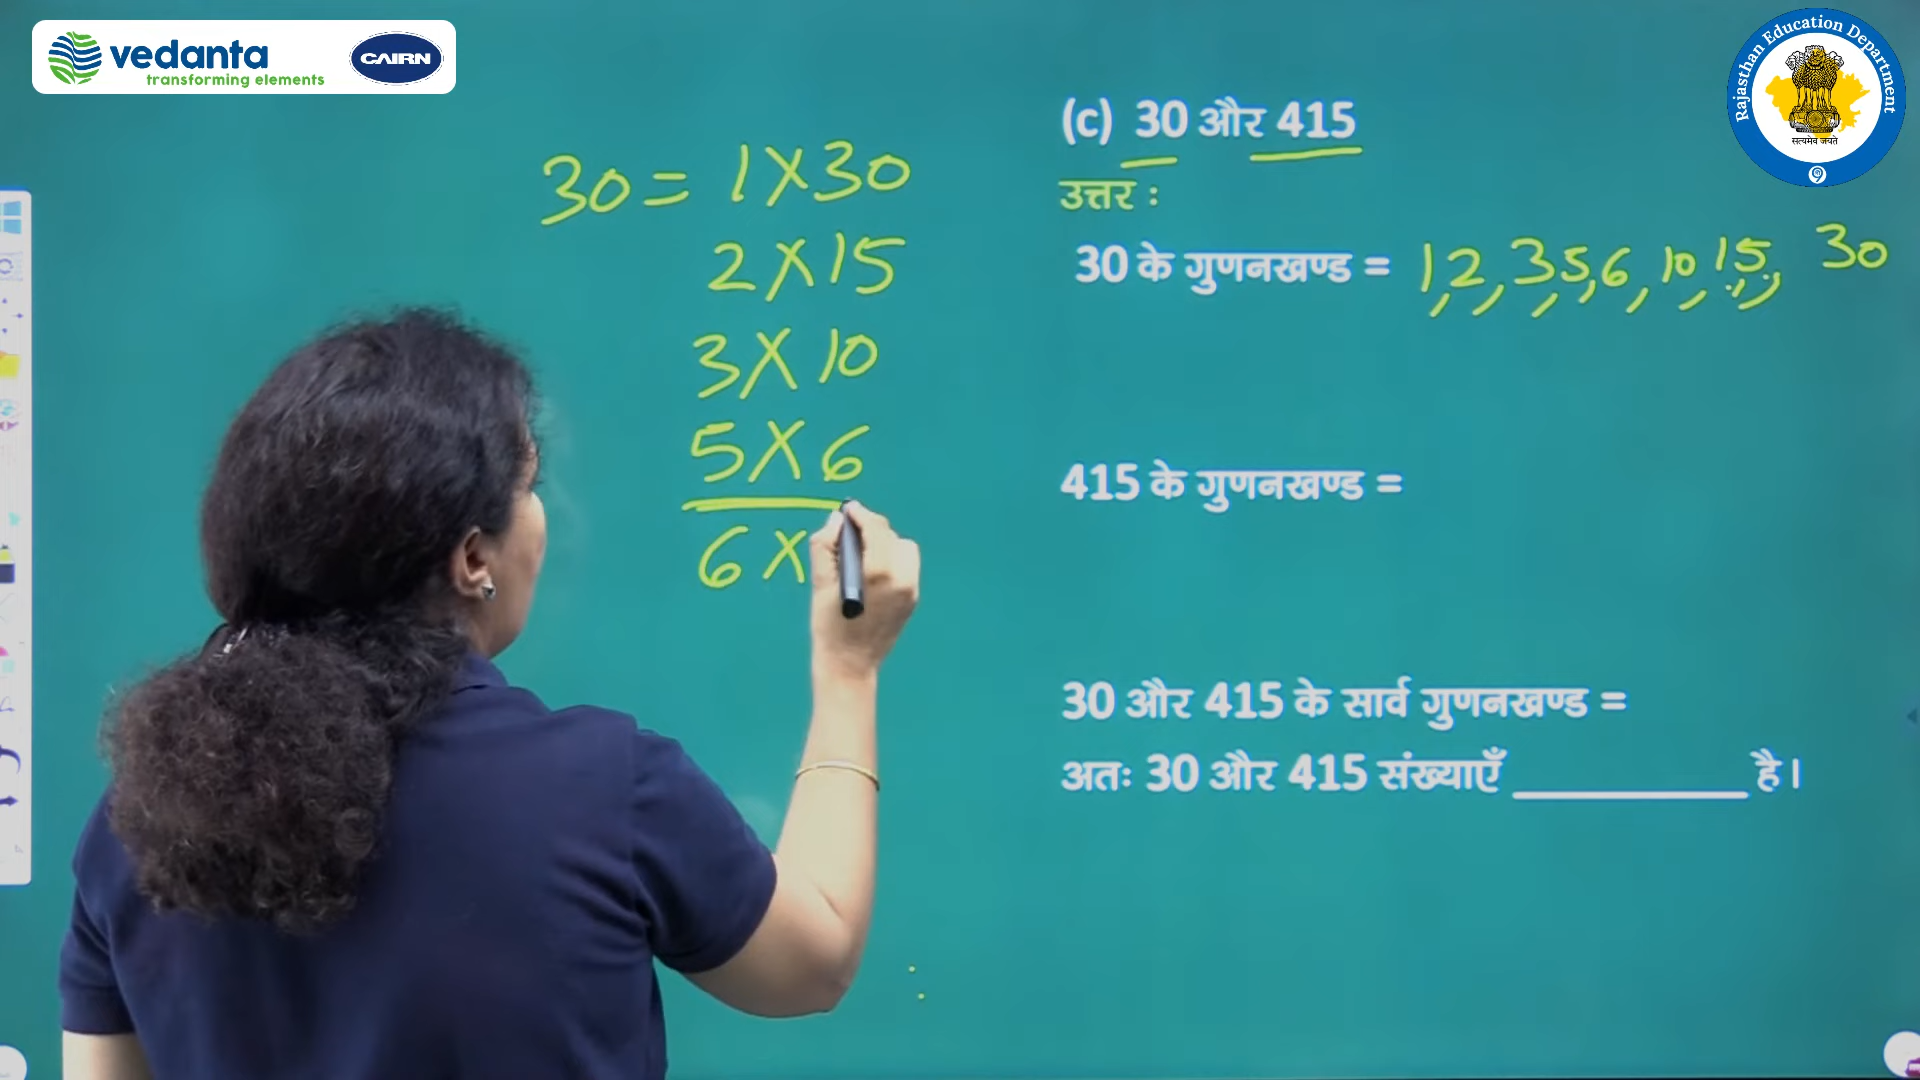 vedanta
transforming elements
CAIRN
Rajasthan Education Department
सत्यमेव जयते
(c) 30 और 415
उत्तर :
30 के गुणनखण्ड = 1, 2, 3, 5, 6, 10, 15, 30
415 के गुणनखण्ड =
30 और 415 के सार्व गुणनखण्ड =
अतः 30 और 415 संख्याएँ __________ है।
30 = 1 X 30
2 X 15
3 X 10
5 X 6
6 X